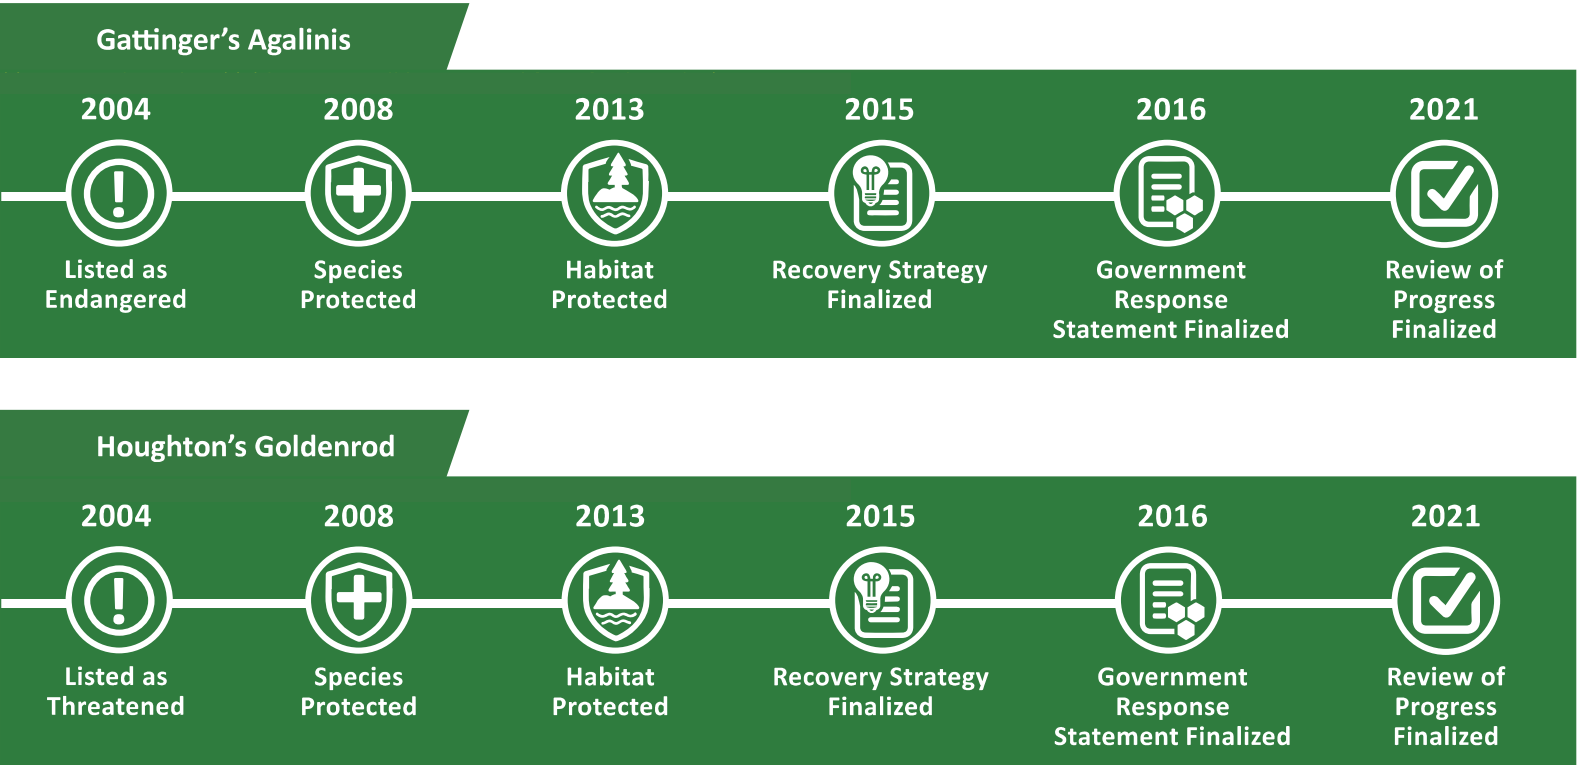 Gattinger’s Agalinis
2004
2008
2013
2015
2016
2021
Listed as
Endangered
Species
Protected
Habitat
Protected
Recovery Strategy
Finalized
Government
Response
Statement Finalized
Review of
Progress
Finalized
Houghton’s Goldenrod
2004
2008
2013
2015
2016
2021
Listed as
Threatened
Species
Protected
Habitat
Protected
Recovery Strategy
Finalized
Government
Response
Statement Finalized
Review of
Progress
Finalized